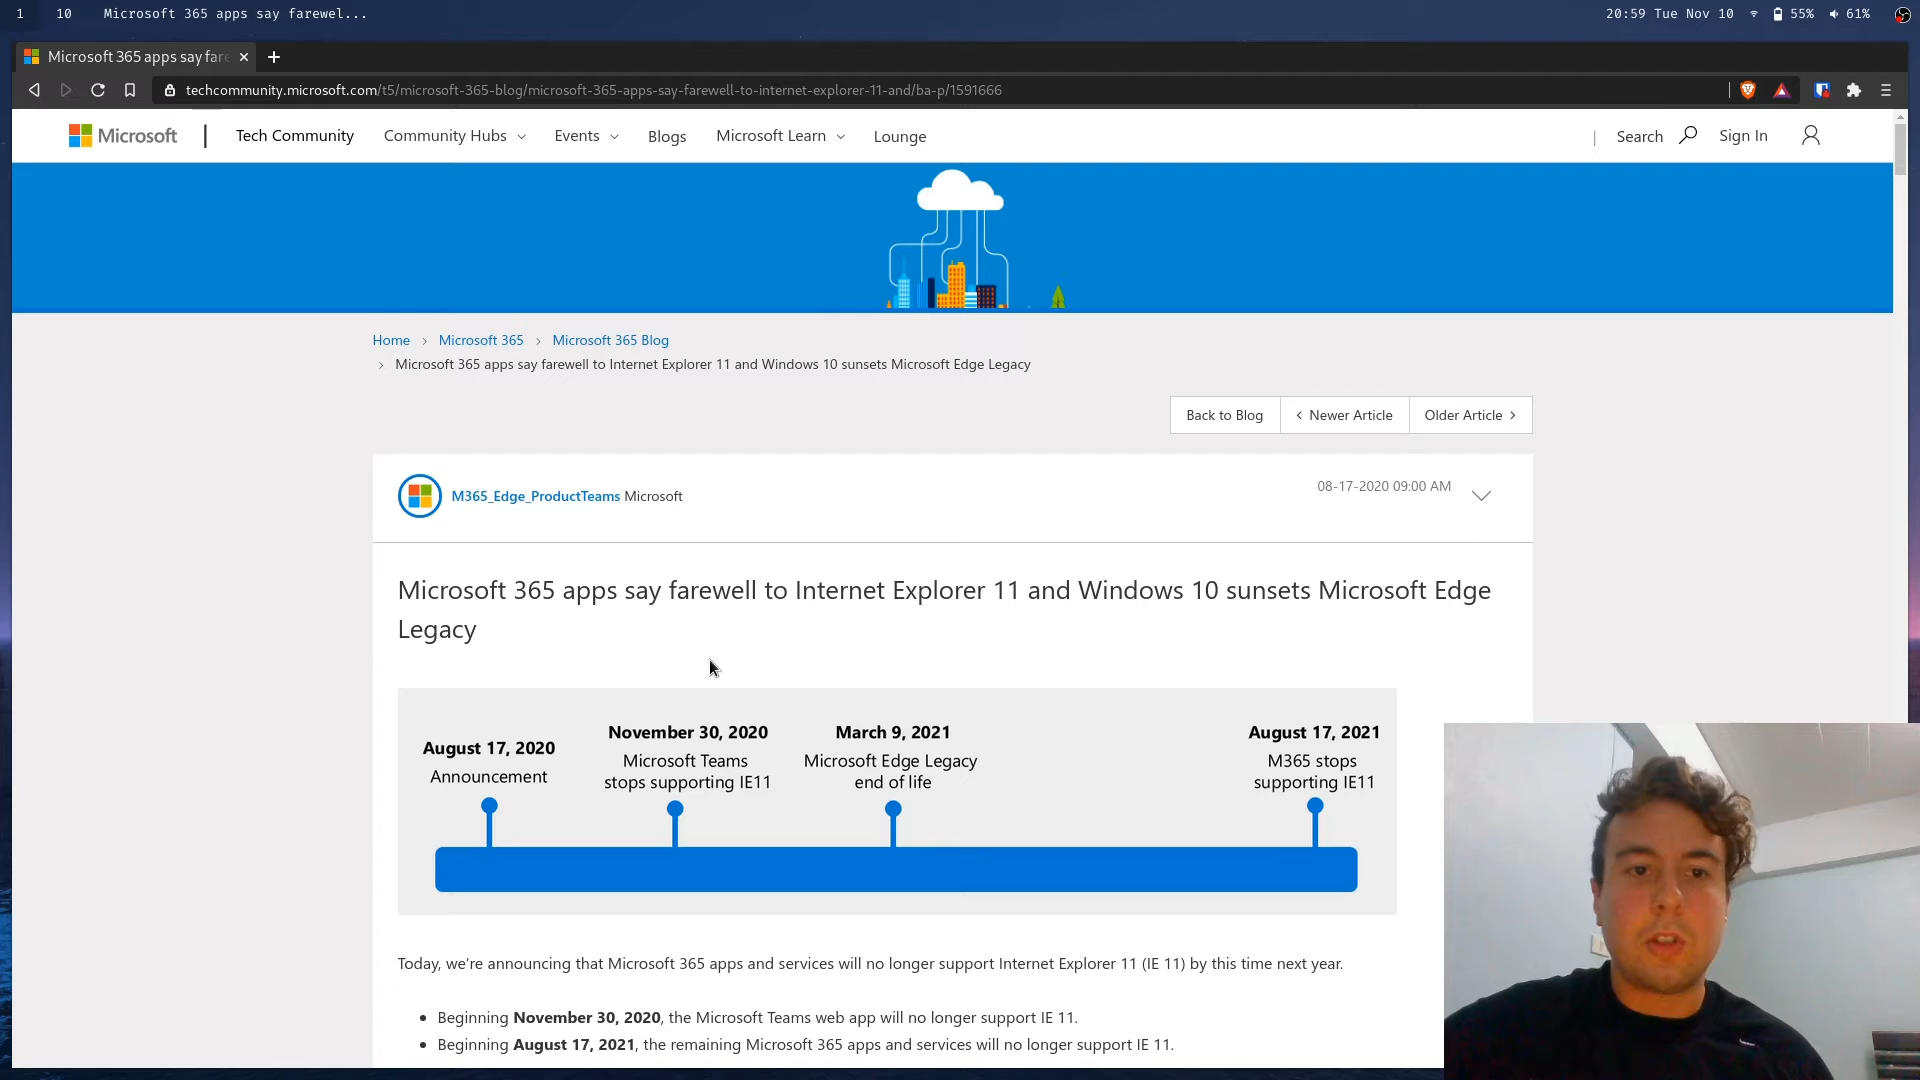 1 10 Microsoft 365 apps say farewel... 20:59 Tue Nov 10 55% 61%
Microsoft 365 apps say fare
techcommunity.microsoft.com/t5/microsoft-365-blog/microsoft-365-apps-say-farewell-to-internet-explorer-11-and/ba-p/1591666
Microsoft | Tech Community Community Hubs Events Blogs Microsoft Learn Lounge | Search Sign In
Home > Microsoft 365 > Microsoft 365 Blog
> Microsoft 365 apps say farewell to Internet Explorer 11 and Windows 10 sunsets Microsoft Edge Legacy
Back to Blog < Newer Article Older Article >
M365_Edge_ProductTeams Microsoft
08-17-2020 09:00 AM
Microsoft 365 apps say farewell to Internet Explorer 11 and Windows 10 sunsets Microsoft Edge
Legacy
August 17, 2020
Announcement
November 30, 2020
Microsoft Teams
stops supporting IE11
March 9, 2021
Microsoft Edge Legacy
end of life
August 17, 2021
M365 stops
supporting IE11
Today, we’re announcing that Microsoft 365 apps and services will no longer support Internet Explorer 11 (IE 11) by this time next year.
• Beginning November 30, 2020, the Microsoft Teams web app will no longer support IE 11.
• Beginning August 17, 2021, the remaining Microsoft 365 apps and services will no longer support IE 11.